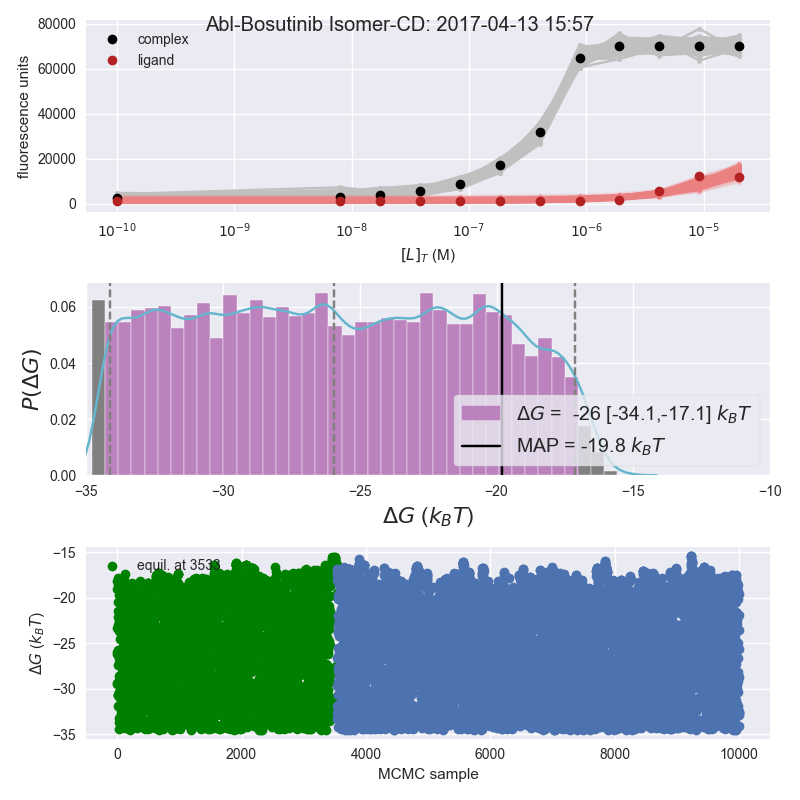 Abl-Bosutinib Isomer-CD: 2017-04-13 15:57
80000
60000
40000
20000
0
fluorescence units
complex
ligand
10⁻¹⁰ 10⁻⁹ 10⁻⁸ 10⁻⁷ 10⁻⁶ 10⁻⁵
[L]_T (M)
0.06
0.04
0.02
0.00
P(ΔG)
ΔG = -26 [-34.1,-17.1] k_BT
MAP = -19.8 k_BT
−35 −30 −25 −20 −15 −10
ΔG (k_BT)
−15
−20
−25
−30
−35
ΔG (k_BT)
equil. at 3533
0 2000 4000 6000 8000 10000
MCMC sample